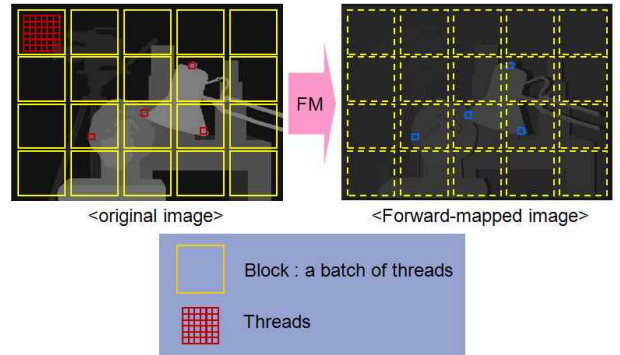 FM
<original image>
<Forward-mapped image>
Block : a batch of threads
Threads